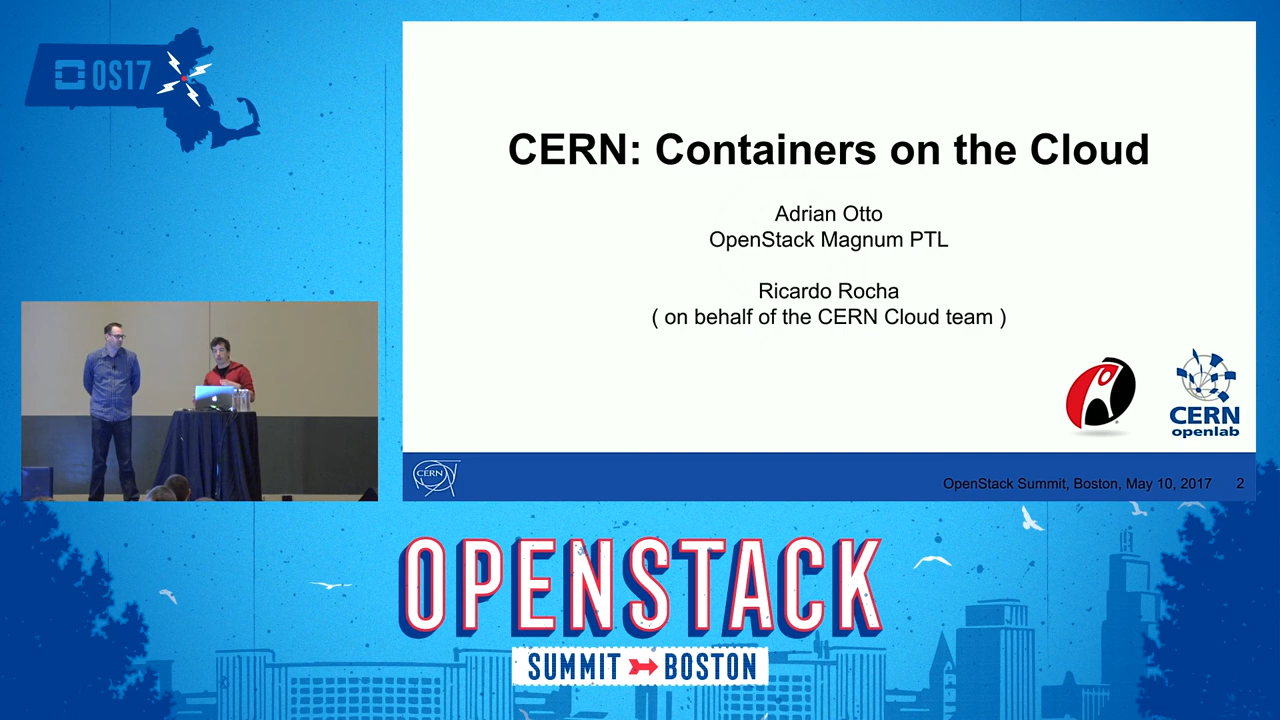 OS17
CERN: Containers on the Cloud
Adrian Otto
OpenStack Magnum PTL
Ricardo Rocha
( on behalf of the CERN Cloud team )
CERN
openlab
CERN
OpenStack Summit, Boston, May 10, 2017 2
OPENSTACK
SUMMIT BOSTON